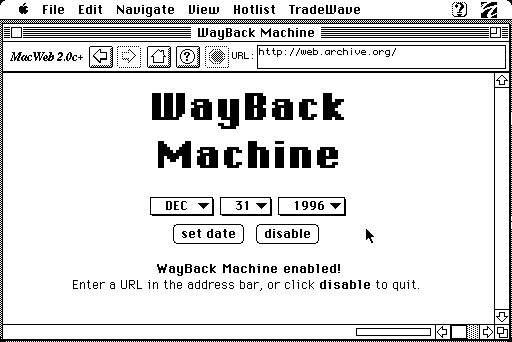 File Edit Navigate View Hotlist TradeWave
WayBack Machine
MacWeb 2.0c+ URL: http://web.archive.org/
WayBack
Machine
DEC 31 1996
set date disable
WayBack Machine enabled!
Enter a URL in the address bar, or click disable to quit.